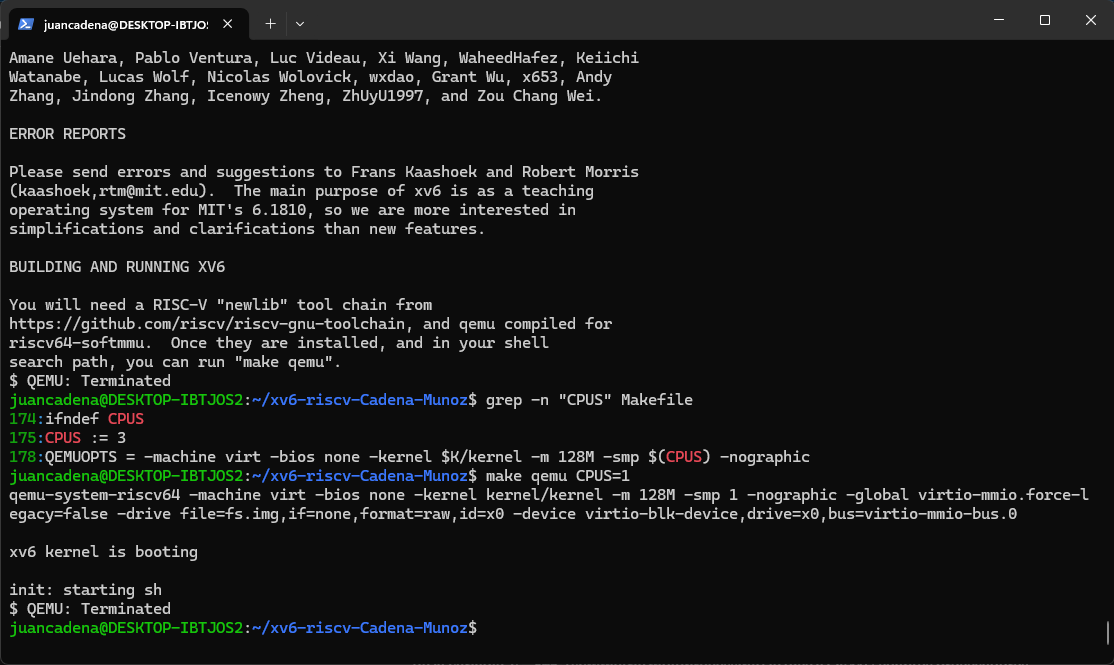 juancadena@DESKTOP-IBTJO
Amane Uehara, Pablo Ventura, Luc Videau, Xi Wang, WaheedHafez, Keiichi
Watanabe, Lucas Wolf, Nicolas Wolovick, wxdao, Grant Wu, x653, Andy
Zhang, Jindong Zhang, Icenowy Zheng, ZhUyU1997, and Zou Chang Wei.
ERROR REPORTS
Please send errors and suggestions to Frans Kaashoek and Robert Morris
(kaashoek,rtm@mit.edu).  The main purpose of xv6 is as a teaching
operating system for MIT's 6.1810, so we are more interested in
simplifications and clarifications than new features.
BUILDING AND RUNNING XV6
You will need a RISC-V "newlib" tool chain from
https://github.com/riscv/riscv-gnu-toolchain, and qemu compiled for
riscv64-softmmu.  Once they are installed, and in your shell
search path, you can run "make qemu".
$ QEMU: Terminated
juancadena@DESKTOP-IBTJOS2:~/xv6-riscv-Cadena-Munoz$ grep -n "CPUS" Makefile
174:ifndef CPUS
175:CPUS := 3
178:QEMUOPTS = -machine virt -bios none -kernel $K/kernel -m 128M -smp $(CPUS) -nographic
juancadena@DESKTOP-IBTJOS2:~/xv6-riscv-Cadena-Munoz$ make qemu CPUS=1
qemu-system-riscv64 -machine virt -bios none -kernel kernel/kernel -m 128M -smp 1 -nographic -global virtio-mmio.force-l
egacy=false -drive file=fs.img,if=none,format=raw,id=x0 -device virtio-blk-device,drive=x0,bus=virtio-mmio-bus.0
xv6 kernel is booting
init: starting sh
$ QEMU: Terminated
juancadena@DESKTOP-IBTJOS2:~/xv6-riscv-Cadena-Munoz$